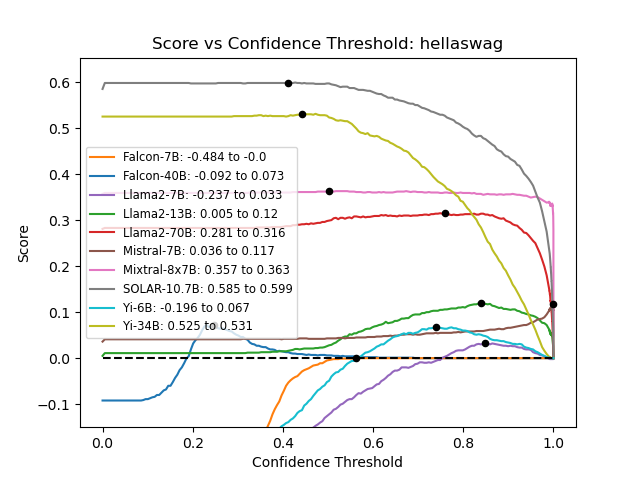 Score vs Confidence Threshold: hellaswag
Score
0.6
0.5
0.4
0.3
0.2
0.1
0.0
−0.1
Falcon-7B: -0.484 to -0.0
Falcon-40B: -0.092 to 0.073
Llama2-7B: -0.237 to 0.033
Llama2-13B: 0.005 to 0.12
Llama2-70B: 0.281 to 0.316
Mistral-7B: 0.036 to 0.117
Mixtral-8x7B: 0.357 to 0.363
SOLAR-10.7B: 0.585 to 0.599
Yi-6B: -0.196 to 0.067
Yi-34B: 0.525 to 0.531
0.0 0.2 0.4 0.6 0.8 1.0
Confidence Threshold